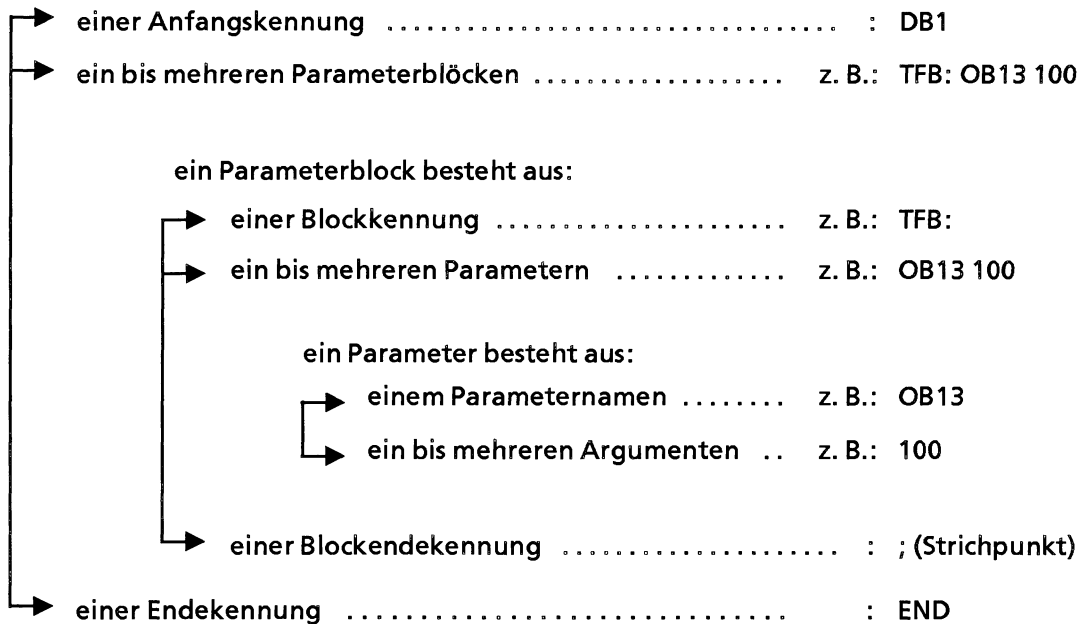 einer Anfangskennung ................................. : DB1
ein bis mehreren Parameterblöcken ................... z. B.: TFB: OB13 100
ein Parameterblock besteht aus:
einer Blockkennung ...................... z. B.: TFB:
ein bis mehreren Parametern ............. z. B.: OB13 100
ein Parameter besteht aus:
einem Parameternamen ........ z. B.: OB13
ein bis mehreren Argumenten .. z. B.: 100
einer Blockendekennung ..................... : ; (Strichpunkt)
einer Endekennung ................................. : END